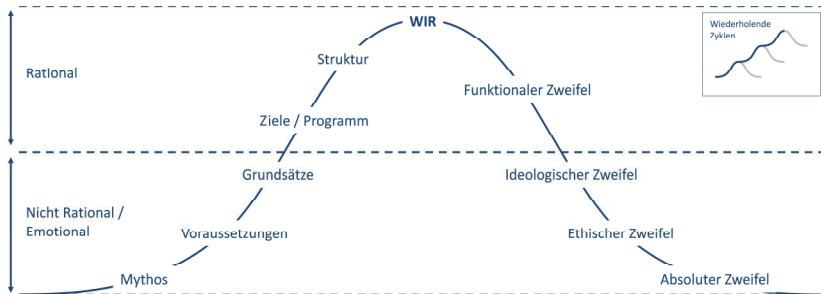 WIR
Wiederholende
Zyklen
Struktur
Rational
Funktionaler Zweifel
Ziele / Programm
Grundsätze
Ideologischer Zweifel
Nicht Rational /
Emotional
Voraussetzungen
Ethischer Zweifel
Mythos
Absoluter Zweifel